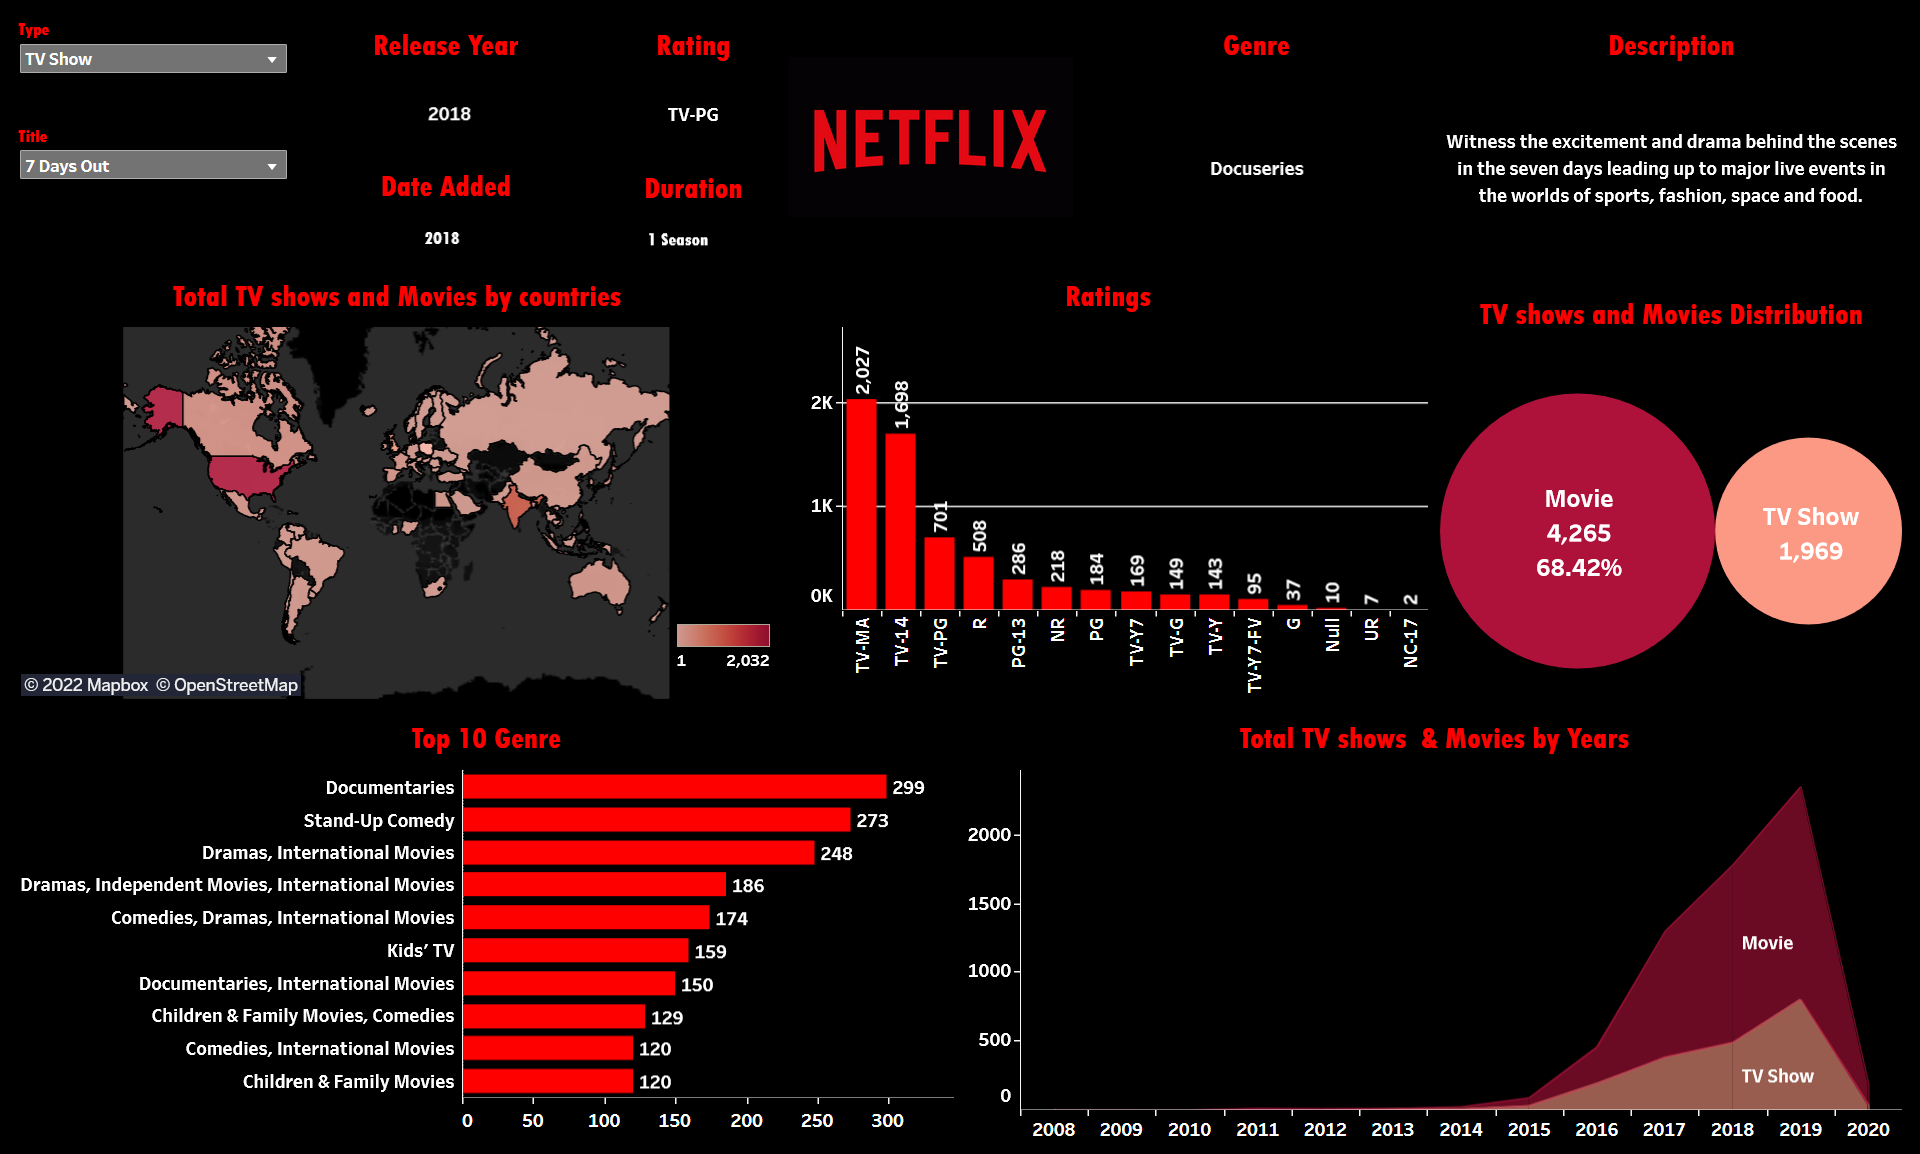 Type
TV Show
Title
7 Days Out
Release Year
2018
Date Added
2018
Rating
TV-PG
Duration
1 Season
NETFLIX
Genre
Docuseries
Description
Witness the excitement and drama behind the scenes
in the seven days leading up to major live events in
the worlds of sports, fashion, space and food.
Total TV shows and Movies by countries
1
2,032
© 2022 Mapbox © OpenStreetMap
Ratings
2K
1K
0K
2,027
1,698
701
508
286
218
184
169
149
143
95
37
10
7
2
TV-MA
TV-14
TV-PG
R
PG-13
NR
PG
TV-Y7
TV-G
TV-Y
TV-Y7-FV
G
Null
UR
NC-17
TV shows and Movies Distribution
Movie
4,265
68.42%
TV Show
1,969
Top 10 Genre
Documentaries 299
Stand-Up Comedy 273
Dramas, International Movies 248
Dramas, Independent Movies, International Movies 186
Comedies, Dramas, International Movies 174
Kids' TV 159
Documentaries, International Movies 150
Children & Family Movies, Comedies 129
Comedies, International Movies 120
Children & Family Movies 120
0 50 100 150 200 250 300
Total TV shows & Movies by Years
2000
1500
1000
500
0
Movie
TV Show
2008 2009 2010 2011 2012 2013 2014 2015 2016 2017 2018 2019 2020